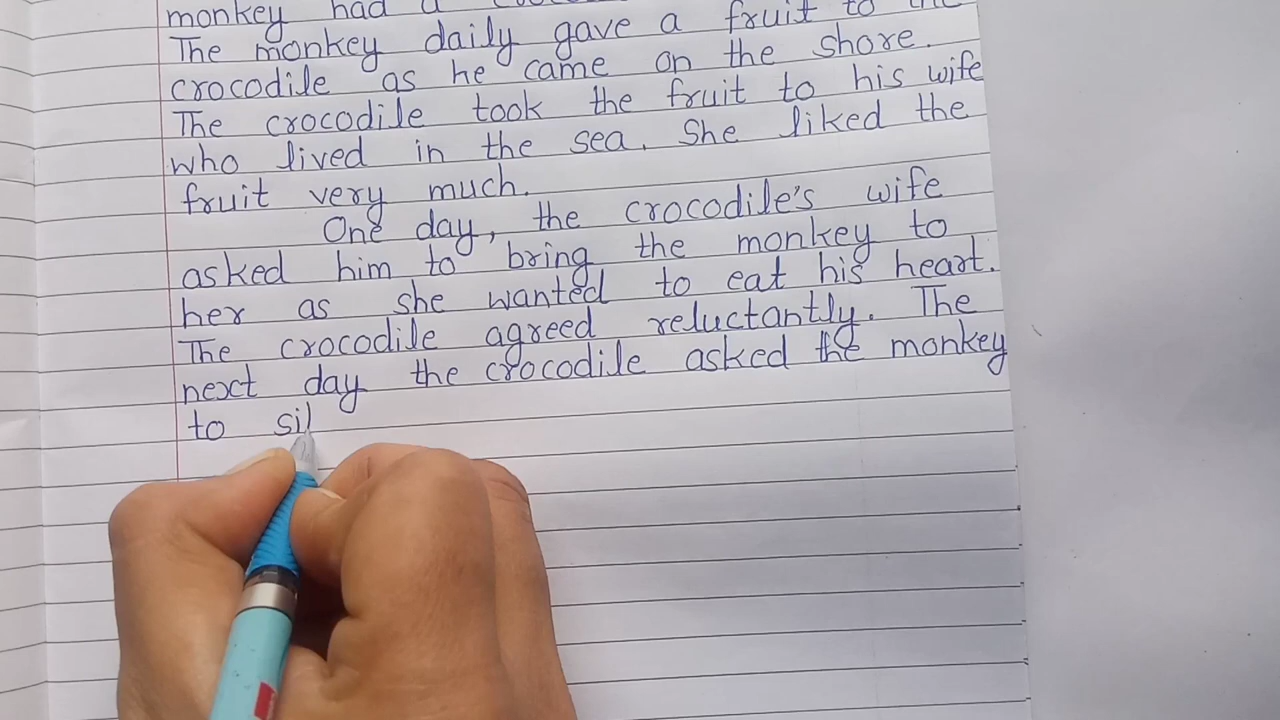 monkey had a
The monkey daily gave a fruit to the
crocodile as he came on the shore.
The crocodile took the fruit to his wife
who lived in the sea. She liked the
fruit very much.
One day, the crocodile's wife
asked him to bring the monkey to
her as she wanted to eat his heart.
The crocodile agreed reluctantly. The
next day the crocodile asked the monkey
to si